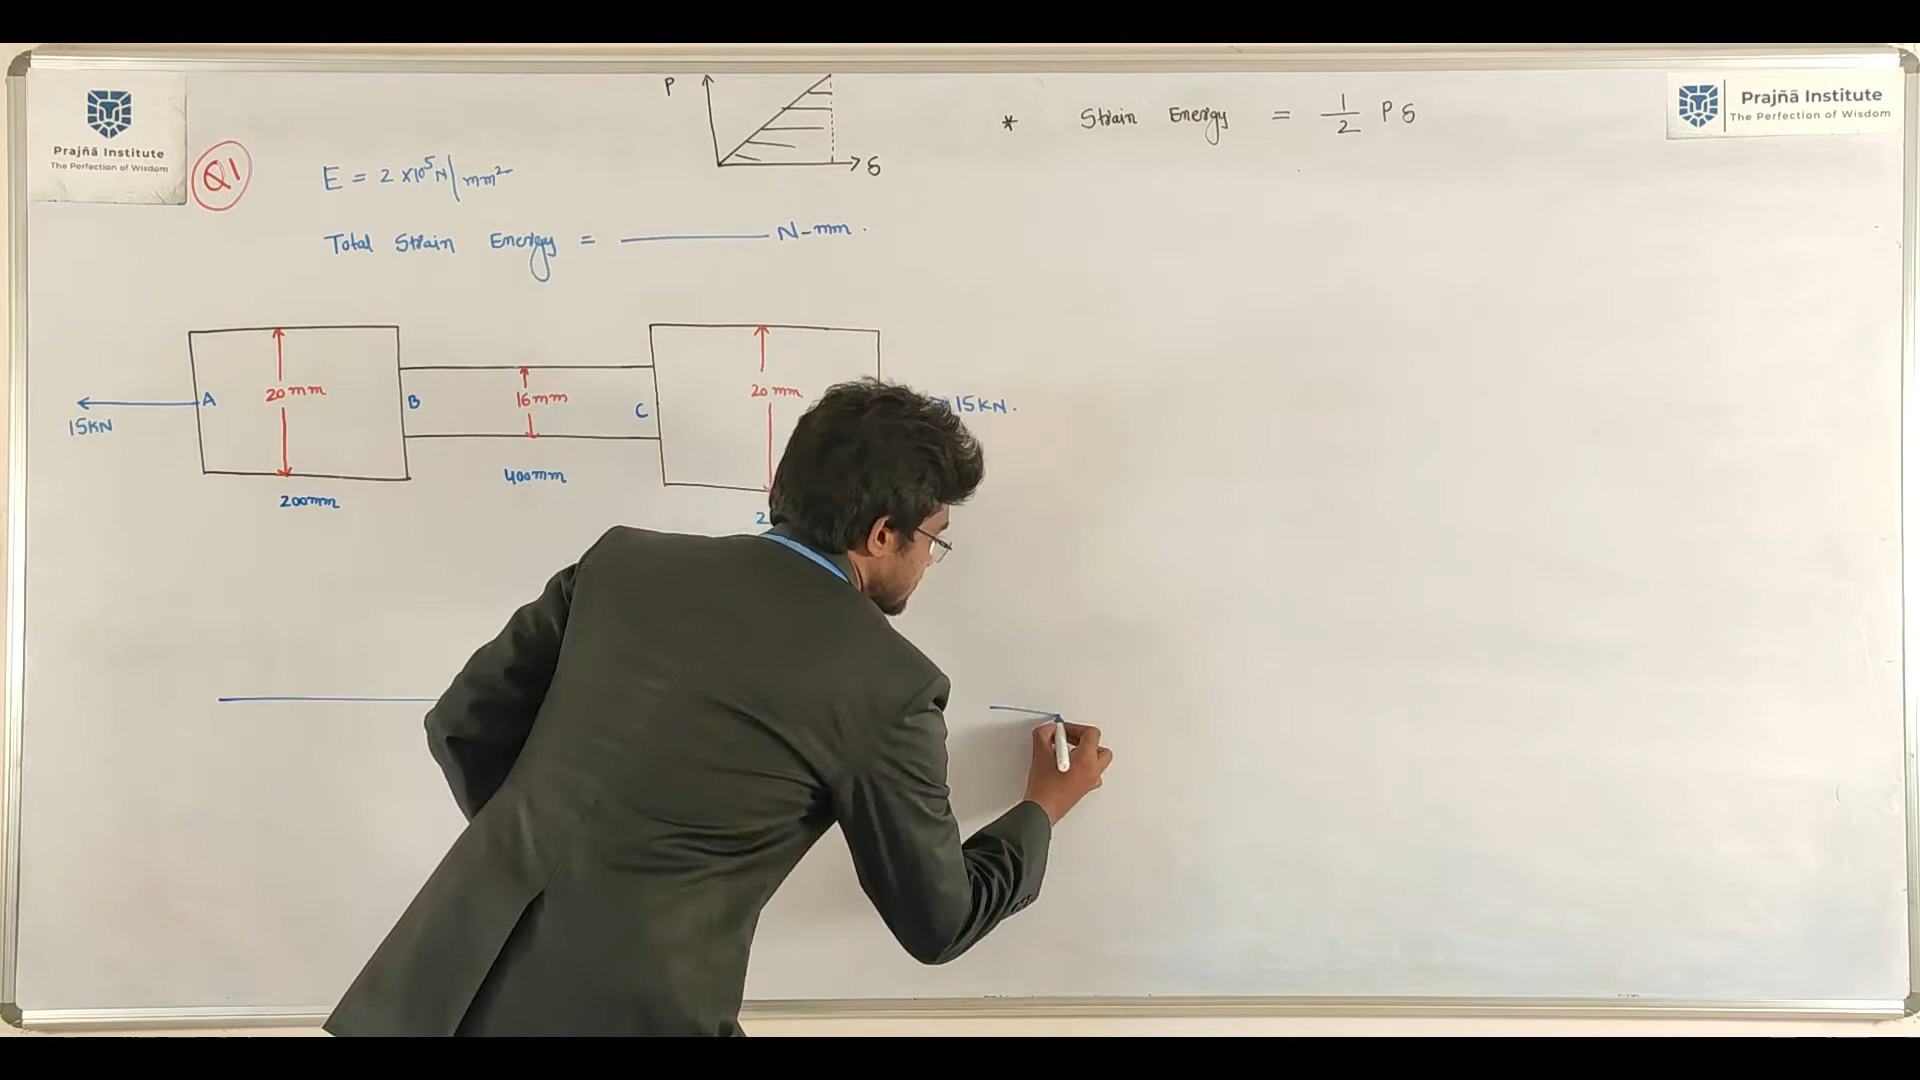 Prajñā Institute
The Perfection of Wisdom
Q1
E = 2 x10⁵ N/mm²
Total Strain Energy = ______ N-mm.
P
δ
* Strain Energy = 1/2 P δ
Prajñā Institute
The Perfection of Wisdom
15KN
A
20mm
B
16mm
C
20mm
15KN.
200mm
400mm
2